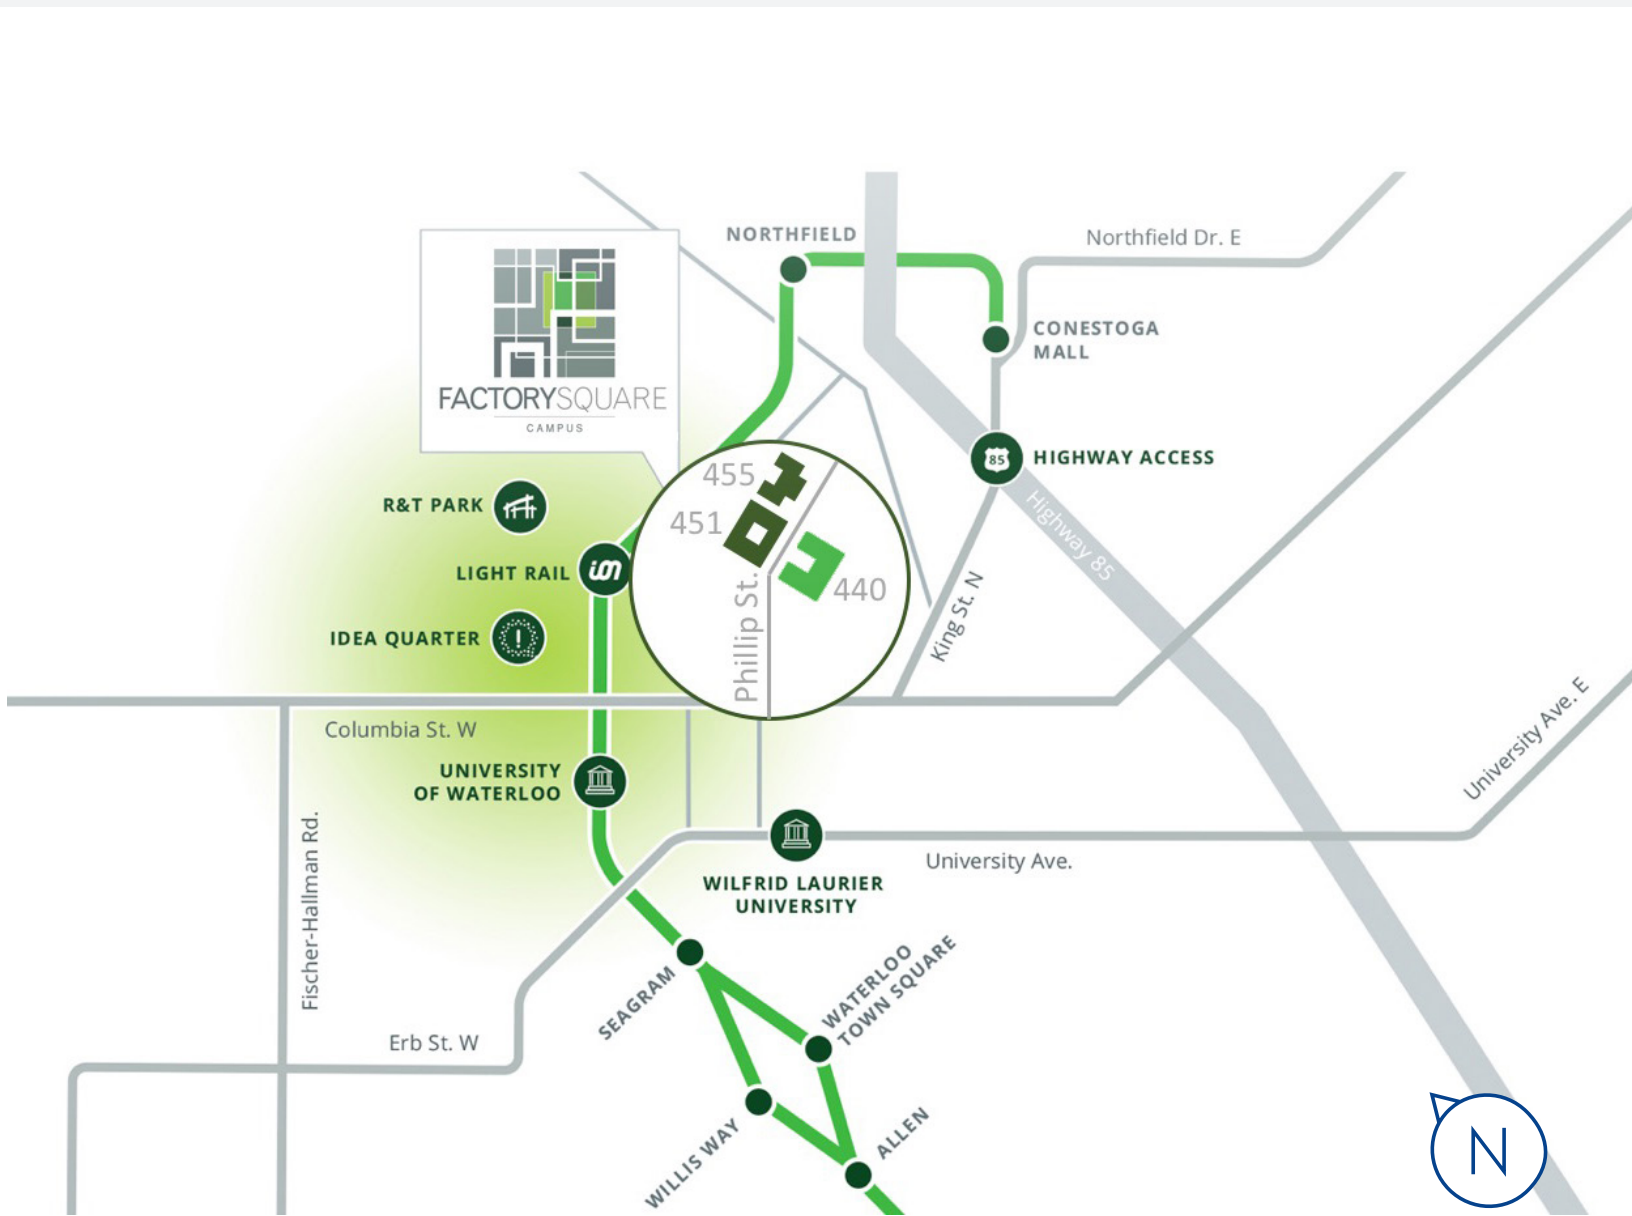 NORTHFIELD
Northfield Dr. E
CONESTOGA
MALL
FACTORYSQUARE
CAMPUS
HIGHWAY ACCESS
85
455
R&T PARK
451
Highway 85
LIGHT RAIL
ion
440
Phillip St.
King St. N
IDEA QUARTER
!
Columbia St. W
University Ave. E
UNIVERSITY
OF WATERLOO
University Ave.
WILFRID LAURIER
UNIVERSITY
Fischer-Hallman Rd.
SEAGRAM
WATERLOO
TOWN SQUARE
Erb St. W
WILLIS WAY
ALLEN
N